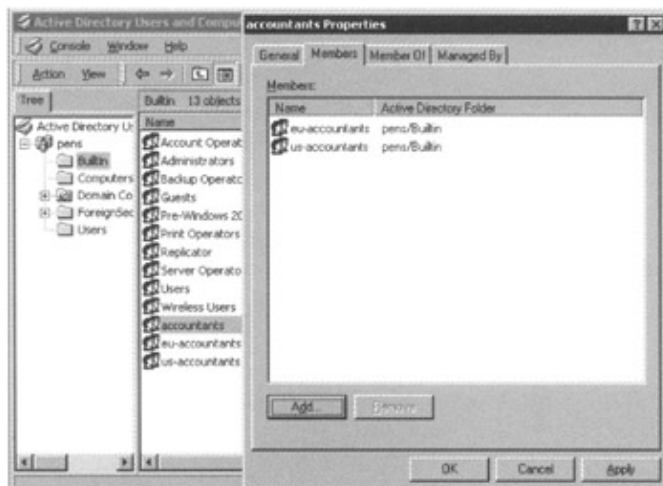 Active Directory Users and Compu
Console Window Help
Action View
Tree
Active Directory U
pens
Builtin
Computers
Domain Co
ForeignSec
Users
Builtin 13 objects
Name
Account Operat
Administrators
Backup Operato
Guests
Pre-Windows 20
Print Operators
Replicator
Server Operato
Users
Wireless Users
accountants
eu-accountants
us-accountants
accountants Properties
General Members Member Of Managed By
Members:
Name Active Directory Folder
eu-accountants pens/Builtin
us-accountants pens/Builtin
Add... Remove
OK Cancel Apply